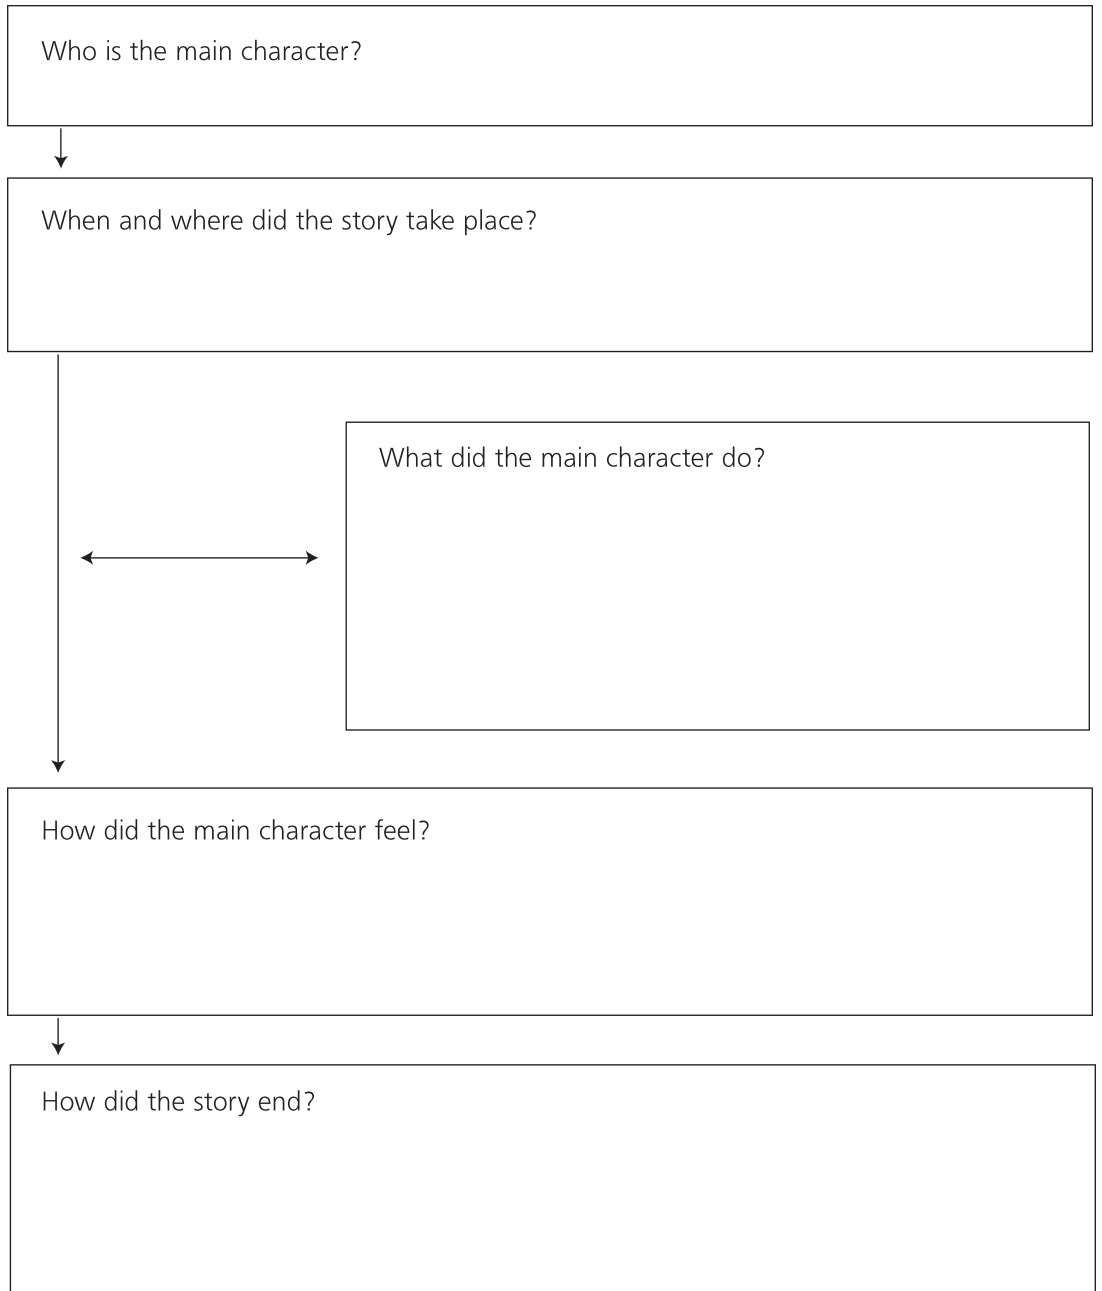 Who is the main character?
When and where did the story take place?
What did the main character do?
How did the main character feel?
How did the story end?